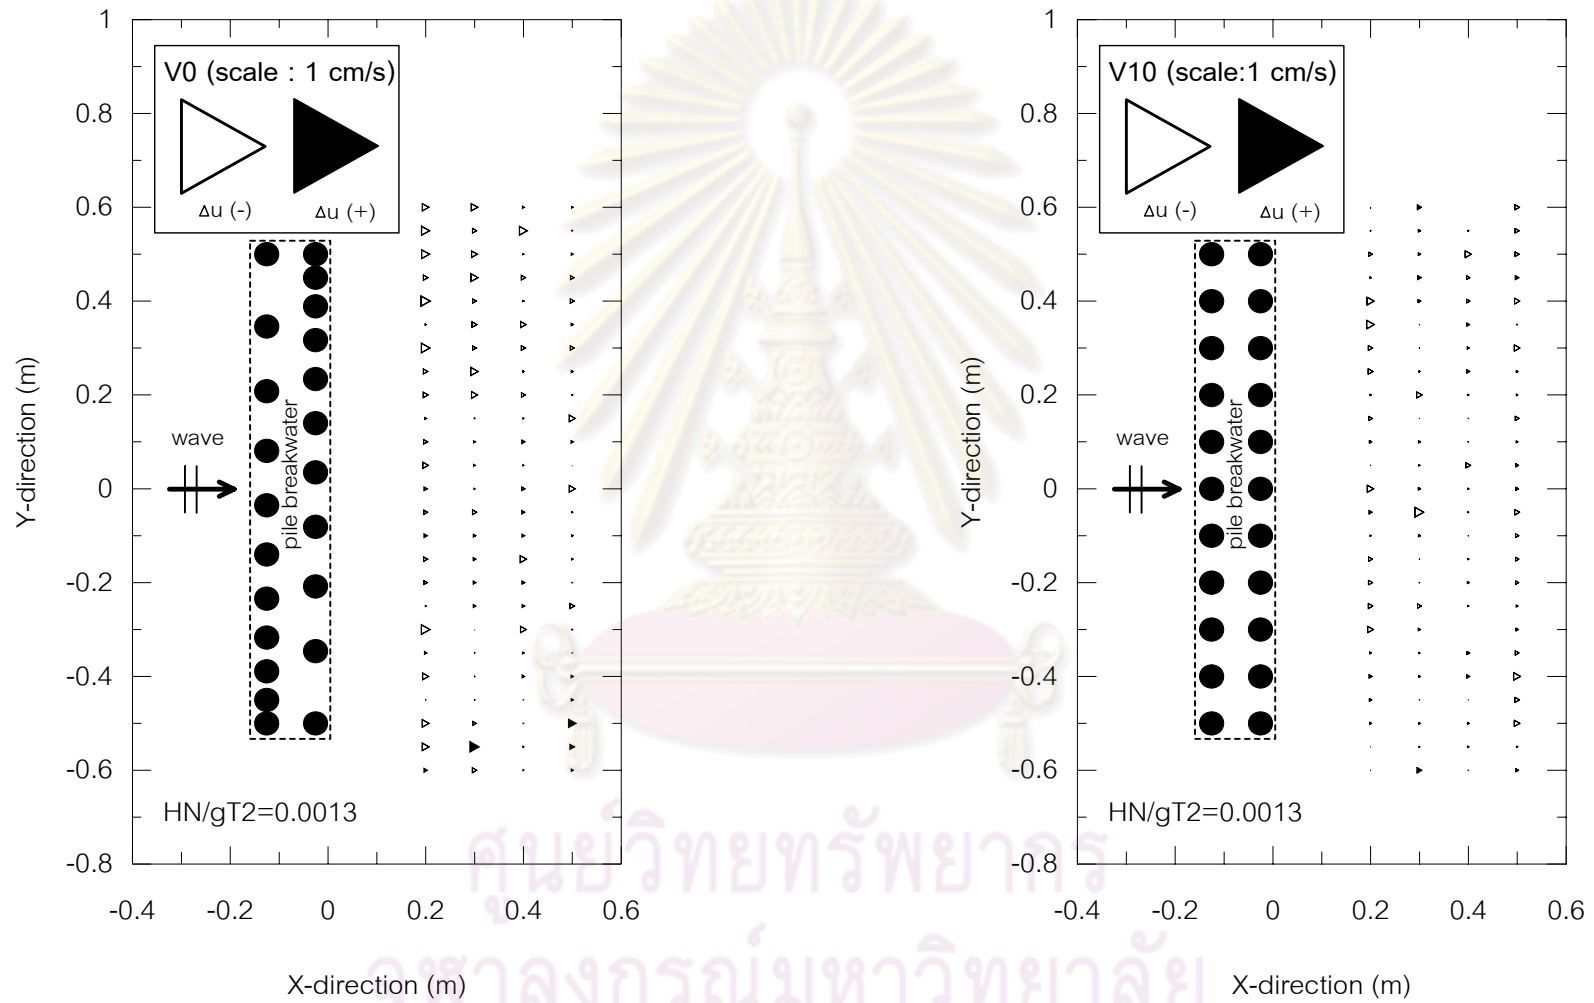 V0 (scale : 1 cm/s)
Δu (-)
Δu (+)
wave
pile breakwater
HN/gT2=0.0013
1
0.8
0.6
0.4
0.2
0
-0.2
-0.4
-0.6
-0.8
Y-direction (m)
-0.4
-0.2
0
0.2
0.4
0.6
X-direction (m)
V10 (scale:1 cm/s)
Δu (-)
Δu (+)
wave
pile breakwater
HN/gT2=0.0013
1
0.8
0.6
0.4
0.2
0
-0.2
-0.4
-0.6
-0.8
Y-direction (m)
-0.4
-0.2
0
0.2
0.4
0.6
X-direction (m)
ศูนย์วิทยทรัพยากร
จุฬาลงกรณ์มหาวิทยาลัย